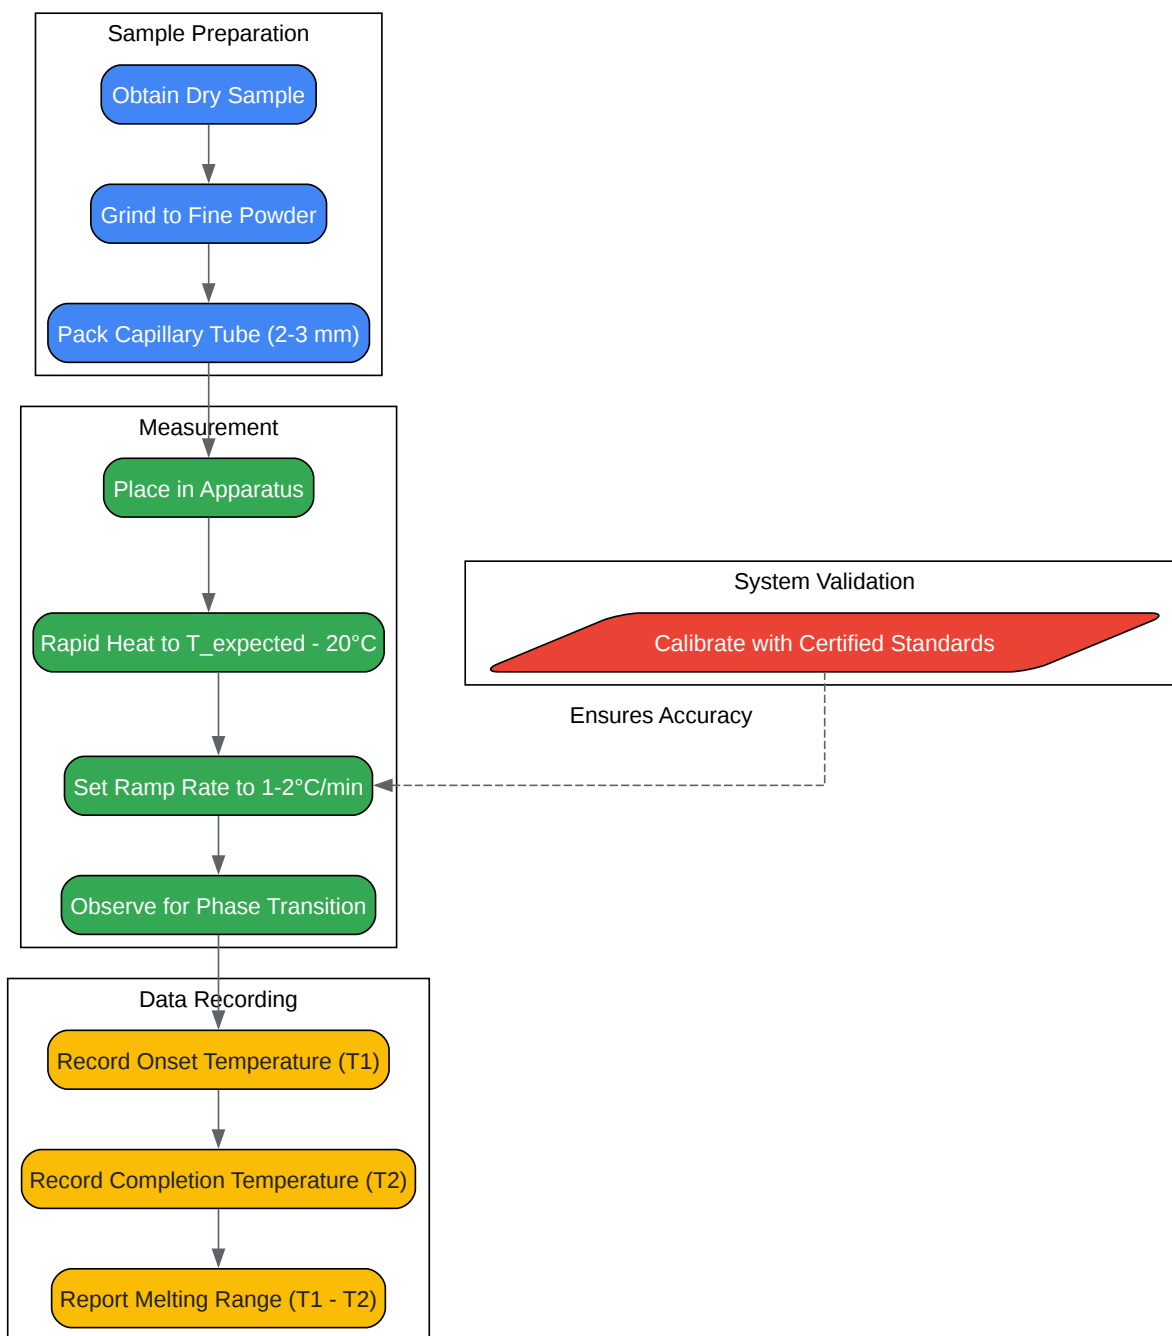 Sample Preparation
Obtain Dry Sample
Grind to Fine Powder
Pack Capillary Tube (2-3 mm)
Measurement
Place in Apparatus
Rapid Heat to T_expected - 20°C
Set Ramp Rate to 1-2°C/min
Observe for Phase Transition
System Validation
Calibrate with Certified Standards
Ensures Accuracy
Data Recording
Record Onset Temperature (T1)
Record Completion Temperature (T2)
Report Melting Range (T1 - T2)